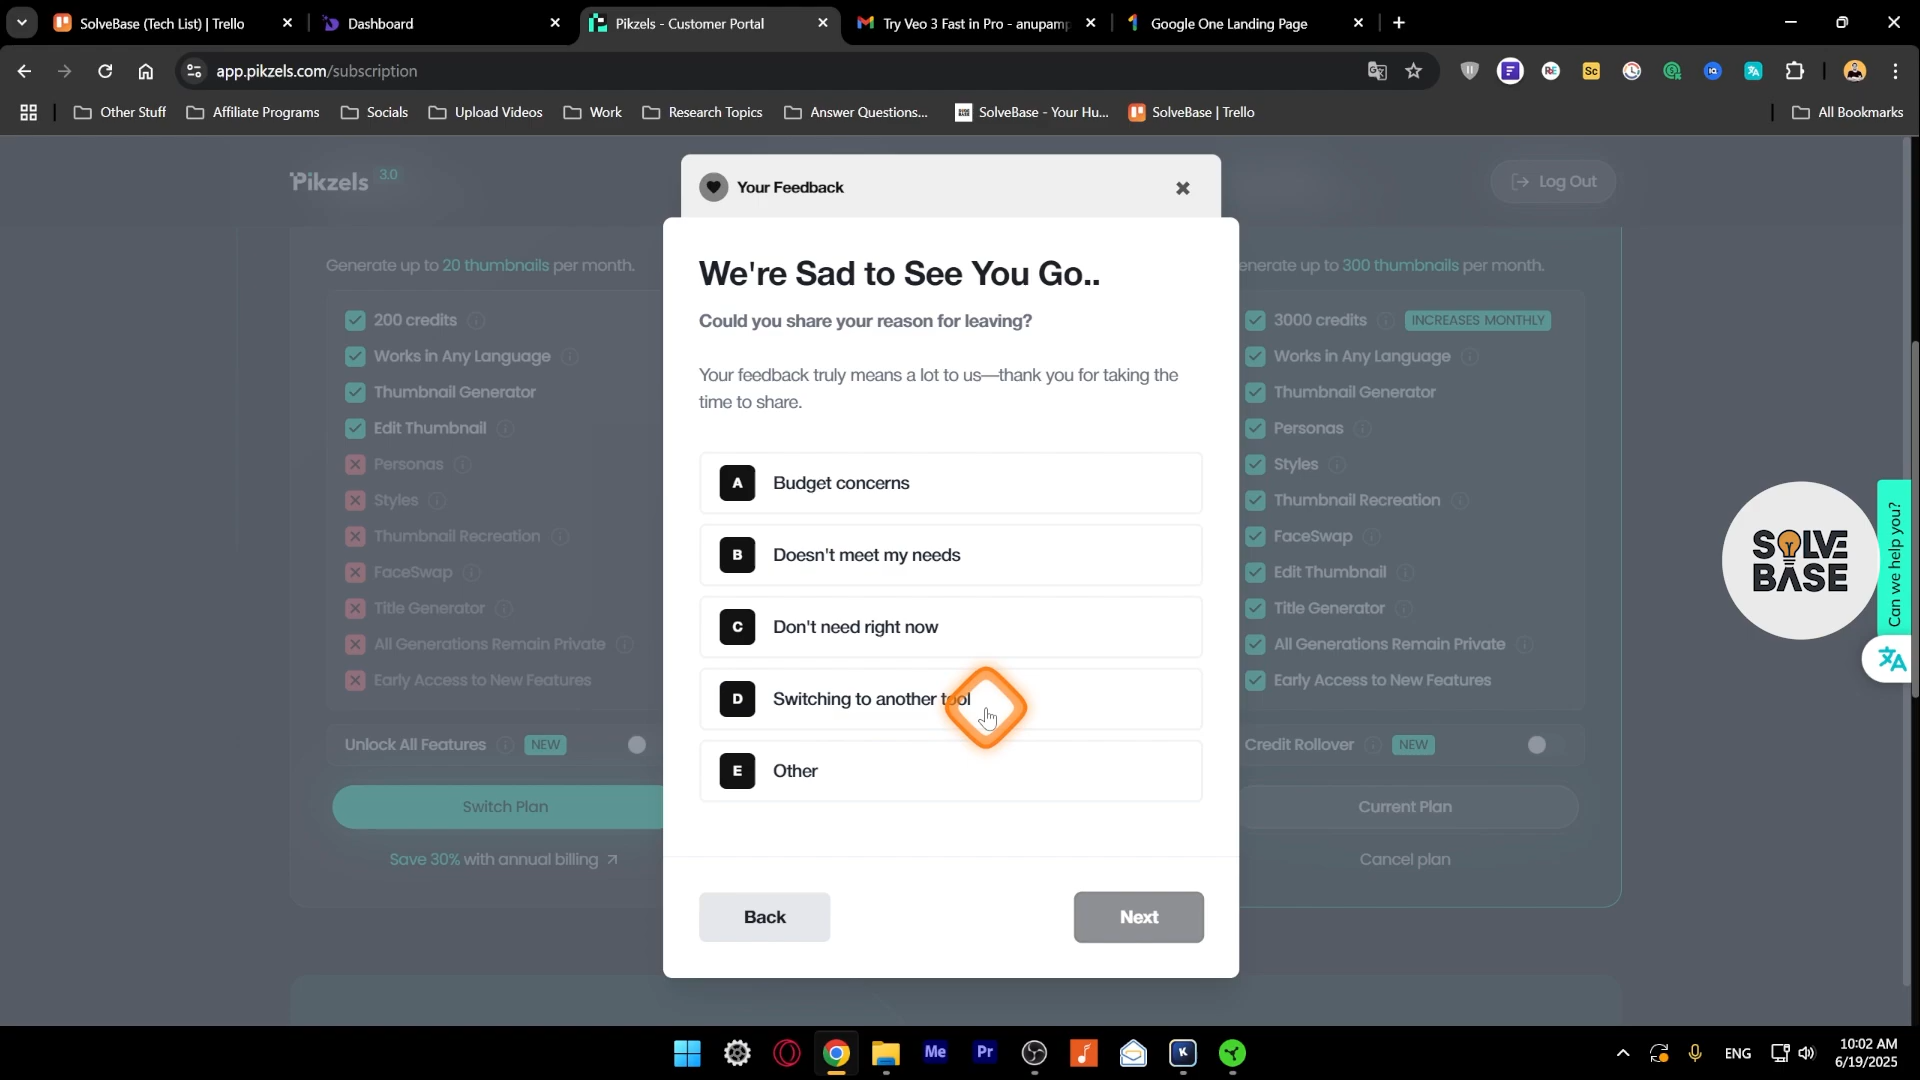 SolveBase (Tech List) | Trello
Dashboard
Pikzels - Customer Portal
Try Veo 3 Fast in Pro - anupamp
Google One Landing Page
app.pikzels.com/subscription
Other Stuff
Affiliate Programs
Socials
Upload Videos
Work
Research Topics
Answer Questions...
SolveBase - Your Hu...
SolveBase | Trello
All Bookmarks
Pikzels 3.0
Your Feedback
Log Out
We're Sad to See You Go..
Could you share your reason for leaving?
Your feedback truly means a lot to us—thank you for taking the
time to share.
A Budget concerns
B Doesn't meet my needs
C Don't need right now
D Switching to another tool
E Other
Back
Next
Generate up to 20 thumbnails per month.
200 credits
Works in Any Language
Thumbnail Generator
Edit Thumbnail
Personas
Styles
Thumbnail Recreation
FaceSwap
Title Generator
All Generations Remain Private
Early Access to New Features
Unlock All Features NEW
Switch Plan
Save 30% with annual billing
enerate up to 300 thumbnails per month.
3000 credits INCREASES MONTHLY
Works in Any Language
Thumbnail Generator
Personas
Styles
Thumbnail Recreation
FaceSwap
Edit Thumbnail
Title Generator
All Generations Remain Private
Early Access to New Features
Credit Rollover NEW
Current Plan
Cancel plan
SOLVE
BASE
Can we help you?
Me
Pr
K
ENG
10:02 AM
6/19/2025